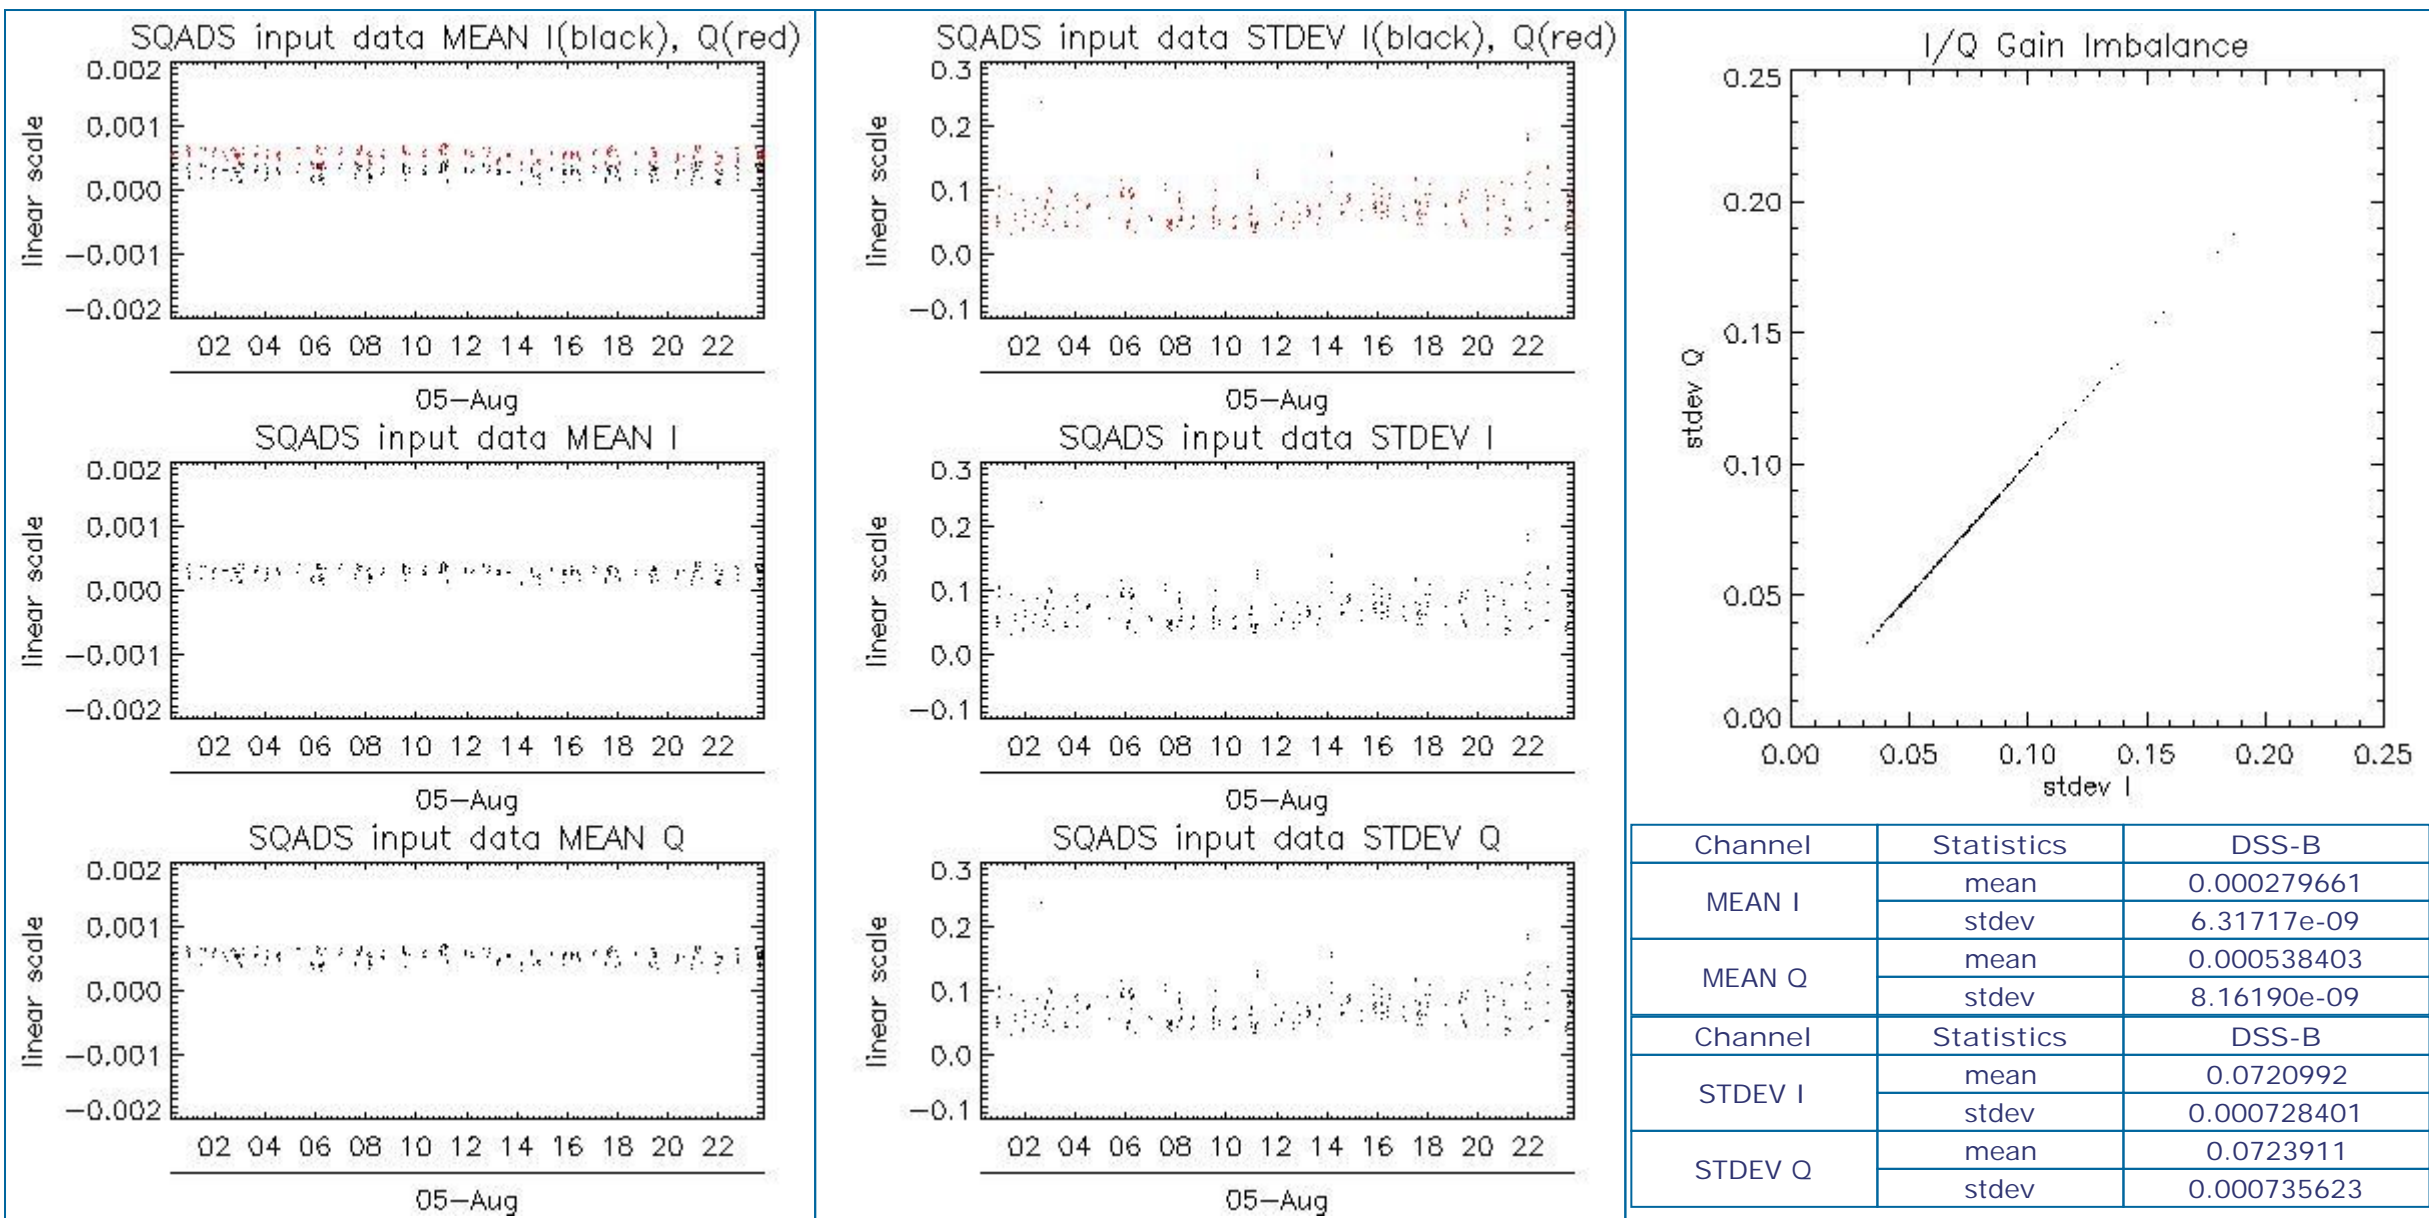 SQADS input data MEAN I(black), Q(red)
0.002
0.001
0.000
-0.001
-0.002
linear scale
02 04 06 08 10 12 14 16 18 20 22
05-Aug
SQADS input data MEAN I
0.002
0.001
0.000
-0.001
-0.002
linear scale
02 04 06 08 10 12 14 16 18 20 22
05-Aug
SQADS input data MEAN Q
0.002
0.001
0.000
-0.001
-0.002
linear scale
02 04 06 08 10 12 14 16 18 20 22
05-Aug
SQADS input data STDEV I(black), Q(red)
0.3
0.2
0.1
0.0
-0.1
linear scale
02 04 06 08 10 12 14 16 18 20 22
05-Aug
SQADS input data STDEV I
0.3
0.2
0.1
0.0
-0.1
linear scale
02 04 06 08 10 12 14 16 18 20 22
05-Aug
SQADS input data STDEV Q
0.3
0.2
0.1
0.0
-0.1
linear scale
02 04 06 08 10 12 14 16 18 20 22
05-Aug
I/Q Gain Imbalance
0.25
0.20
0.15
0.10
0.05
0.00
stdev Q
0.00 0.05 0.10 0.15 0.20 0.25
stdev I
Channel Statistics DSS-B
MEAN I mean 0.000279661
stdev 6.31717e-09
MEAN Q mean 0.000538403
stdev 8.16190e-09
Channel Statistics DSS-B
STDEV I mean 0.0720992
stdev 0.000728401
STDEV Q mean 0.0723911
stdev 0.000735623